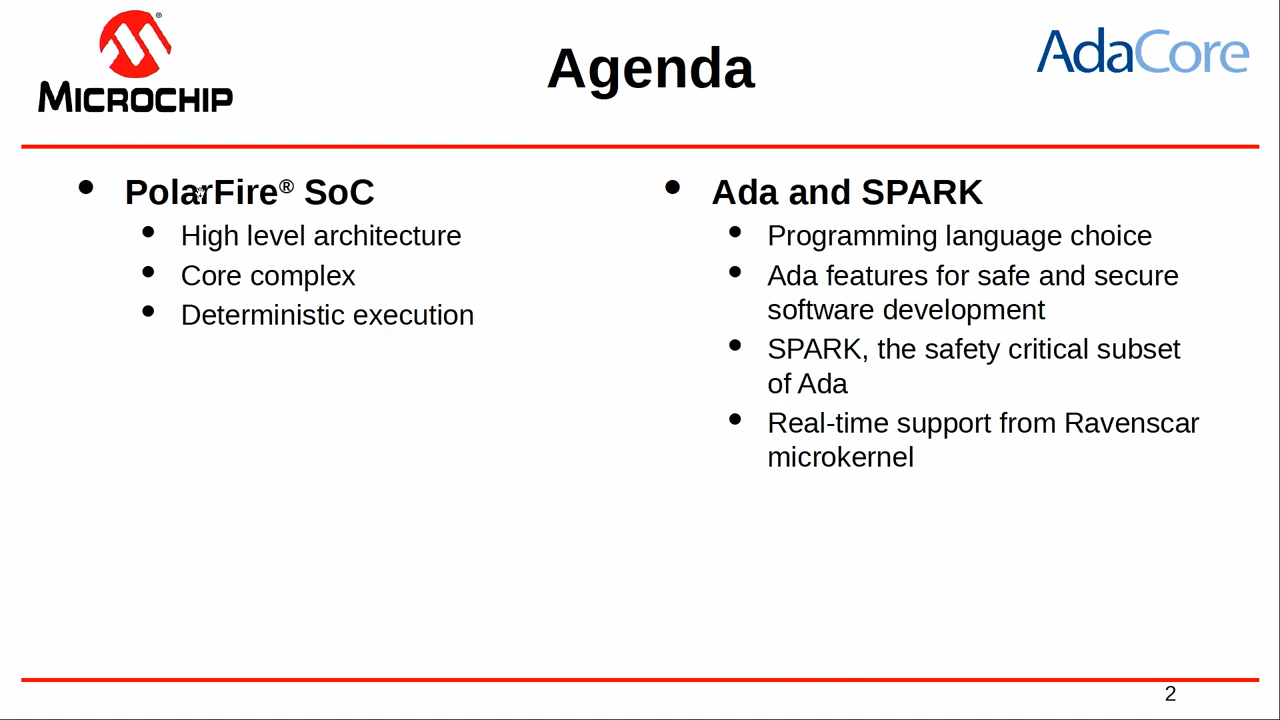 MICROCHIP
®
Agenda
AdaCore
PolarFire® SoC
High level architecture
Core complex
Deterministic execution
Ada and SPARK
Programming language choice
Ada features for safe and secure
software development
SPARK, the safety critical subset
of Ada
Real-time support from Ravenscar
microkernel
2